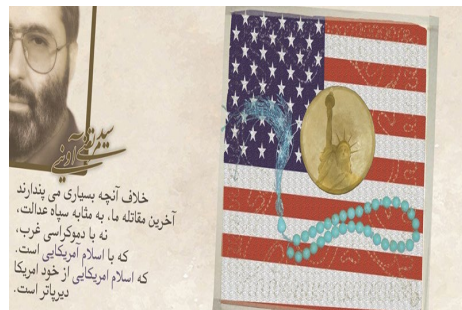 سید مرتضی آوینی
خلاف آنچه بسیاری می پندارند
آخرین مقاتله ما، به مثابه سپاه عدالت،
نه با دموکراسی غرب،
که با اسلام آمریکایی است.
که اسلام امریکایی از خود امریکا
دیرپاتر است.